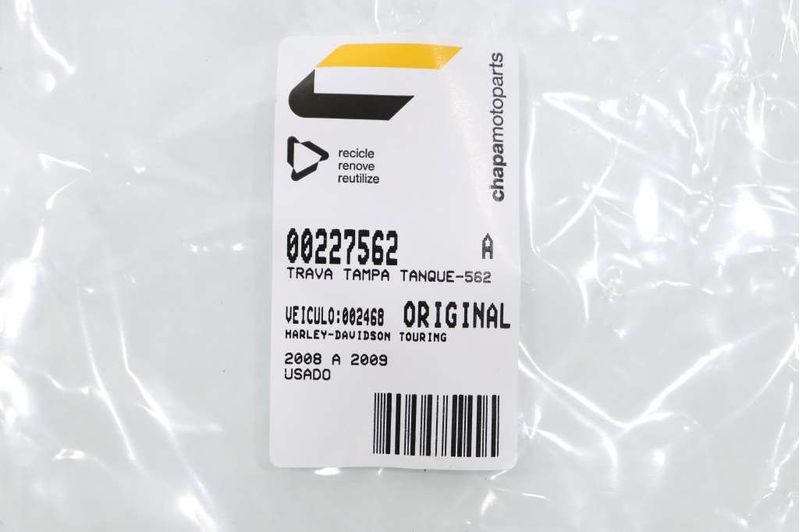 chapamotoparts
recicle
renove
reutilize
00227562 A
TRAVA TAMPA TANQUE-562
VEICULO:002468 ORIGINAL
HARLEY-DAVIDSON TOURING
2008 A 2009
USADO